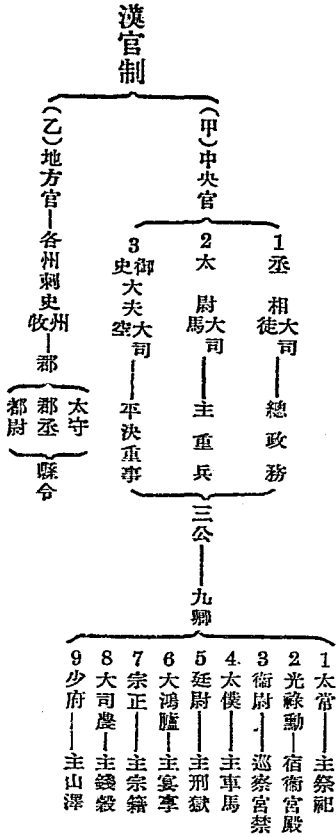 漢官制
(甲)中央官
1 丞相 大司徒 總政務
2 太尉 大司馬 主重兵
3 御史大夫 大司空 平決重事
三公
九卿
1 太常 主祭祀
2 光祿勳 宿衞宮殿
3 衞尉 巡察宮禁
4 太僕 主車馬
5 廷尉 主刑獄
6 大鴻臚 主宴享
7 宗正 主宗籍
8 大司農 主錢穀
9 少府 主山澤
(乙)地方官
各州刺史 州牧
郡
太守
郡丞
都尉
縣令